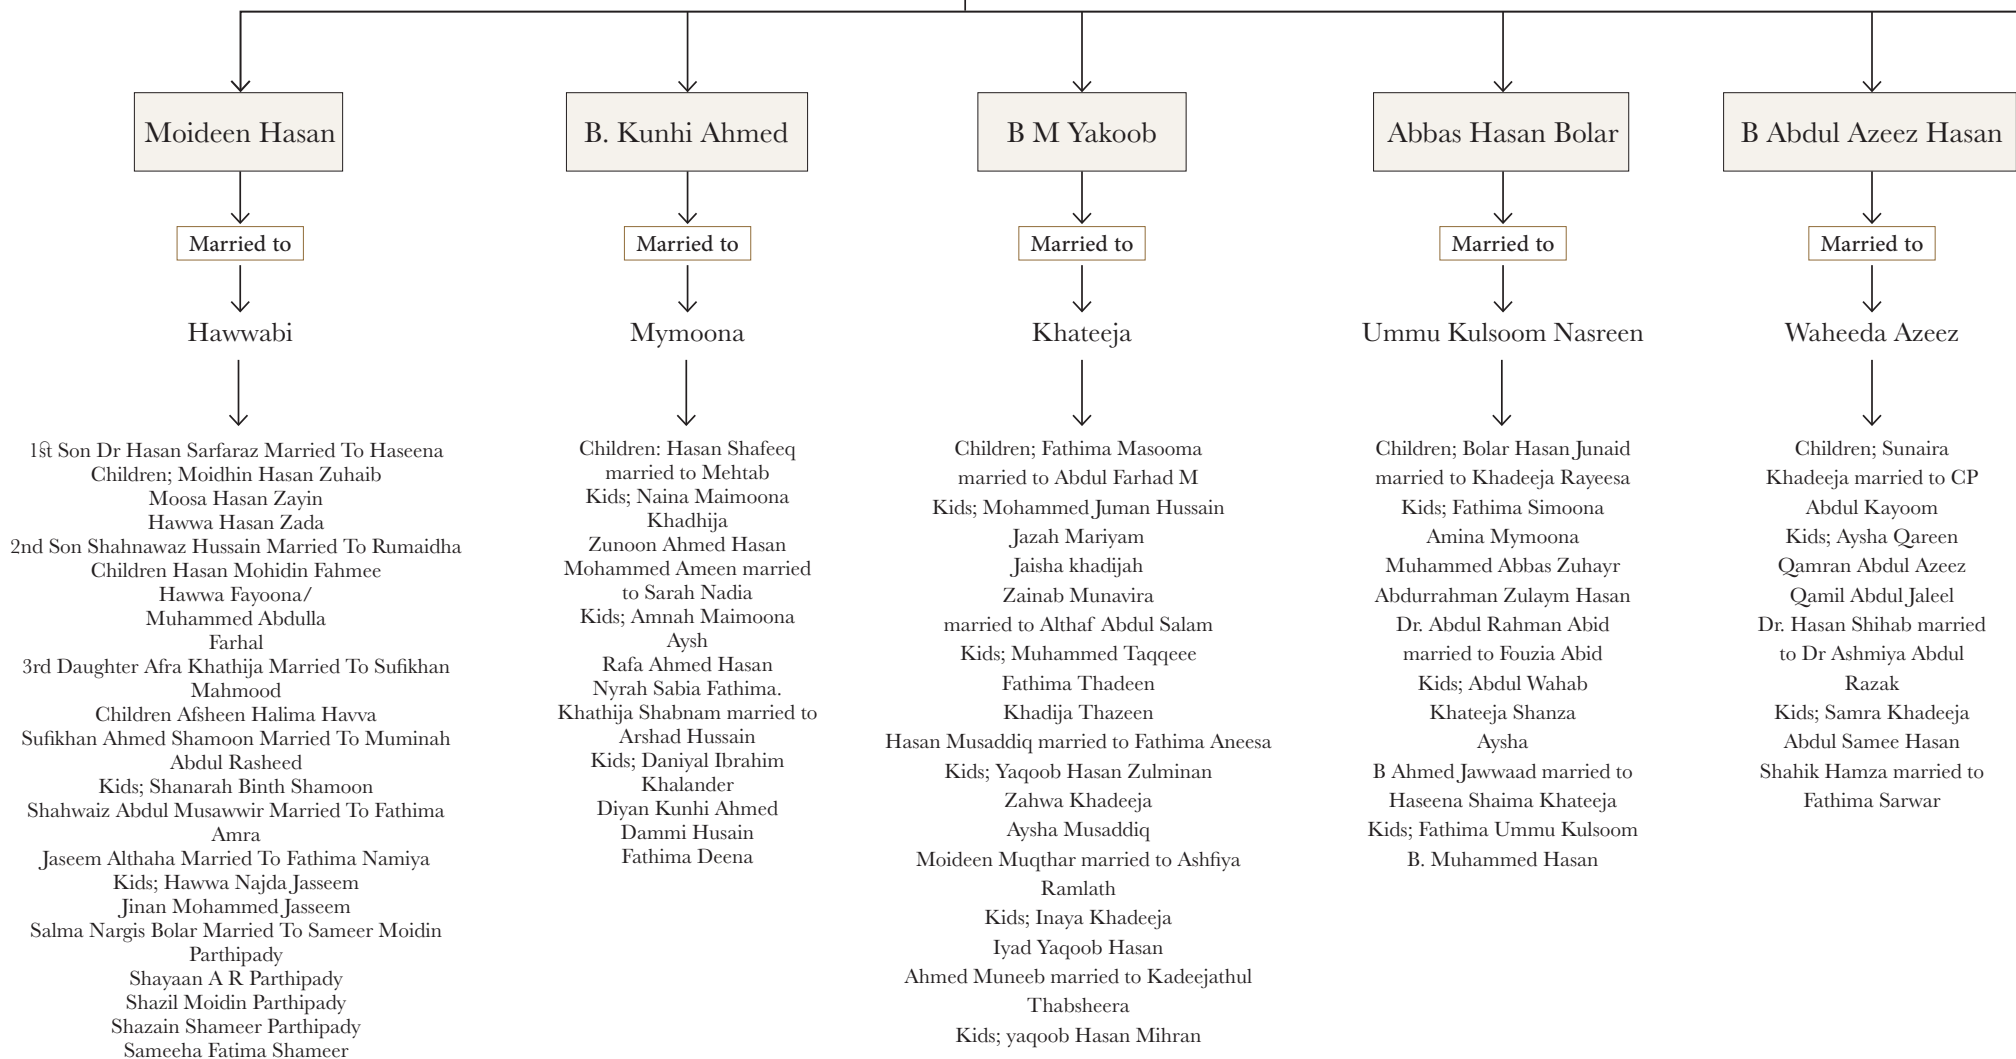 Moideen Hasan
Married to
Hawwabi
1st Son Dr Hasan Sarfaraz Married To Haseena
Children; Moidhin Hasan Zuhaib
Moosa Hasan Zayin
Hawwa Hasan Zada
2nd Son Shahnawaz Hussain Married To Rumaidha
Children Hasan Mohidin Fahmee
Hawwa Fayoona/
Muhammed Abdulla
Farhal
3rd Daughter Afra Khathija Married To Sufikhan
Mahmood
Children Afsheen Halima Havva
Sufikhan Ahmed Shamoon Married To Muminah
Abdul Rasheed
Kids; Shanarah Binth Shamoon
Shahwaiz Abdul Musawwir Married To Fathima
Amra
Jaseem Althaha Married To Fathima Namiya
Kids; Hawwa Najda Jasseem
Jinan Mohammed Jasseem
Salma Nargis Bolar Married To Sameer Moidin
Parthipady
Shayaan A R Parthipady
Shazil Moidin Parthipady
Shazain Shameer Parthipady
Sameeha Fatima Shameer
B. Kunhi Ahmed
Married to
Mymoona
Children: Hasan Shafeeq
married to Mehtab
Kids; Naina Maimoona
Khadhija
Zunoon Ahmed Hasan
Mohammed Ameen married
to Sarah Nadia
Kids; Amnah Maimoona
Aysh
Rafa Ahmed Hasan
Nyrah Sabia Fathima.
Khathija Shabnam married to
Arshad Hussain
Kids; Daniyal Ibrahim
Khalander
Diyan Kunhi Ahmed
Dammi Husain
Fathima Deena
B M Yakoob
Married to
Khateeja
Children; Fathima Masooma
married to Abdul Farhad M
Kids; Mohammed Juman Hussain
Jazah Mariyam
Jaisha khadijah
Zainab Munavira
married to Althaf Abdul Salam
Kids; Muhammed Taqqeee
Fathima Thadeen
Khadija Thazeen
Hasan Musaddiq married to Fathima Aneesa
Kids; Yaqoob Hasan Zulminan
Zahwa Khadeeja
Aysha Musaddiq
Moideen Muqthar married to Ashfiya
Ramlath
Kids; Inaya Khadeeja
Iyad Yaqoob Hasan
Ahmed Muneeb married to Kadeejathul
Thabsheera
Kids; yaqoob Hasan Mihran
Abbas Hasan Bolar
Married to
Ummu Kulsoom Nasreen
Children; Bolar Hasan Junaid
married to Khadeeja Rayeesa
Kids; Fathima Simoona
Amina Mymoona
Muhammed Abbas Zuhayr
Abdurrahman Zulaym Hasan
Dr. Abdul Rahman Abid
married to Fouzia Abid
Kids; Abdul Wahab
Khateeja Shanza
Aysha
B Ahmed Jawwaad married to
Haseena Shaima Khateeja
Kids; Fathima Ummu Kulsoom
B. Muhammed Hasan
B Abdul Azeez Hasan
Married to
Waheeda Azeez
Children; Sunaira
Khadeeja married to CP
Abdul Kayoom
Kids; Aysha Qareen
Qamran Abdul Azeez
Qamil Abdul Jaleel
Dr. Hasan Shihab married
to Dr Ashmiya Abdul
Razak
Kids; Samra Khadeeja
Abdul Samee Hasan
Shahik Hamza married to
Fathima Sarwar